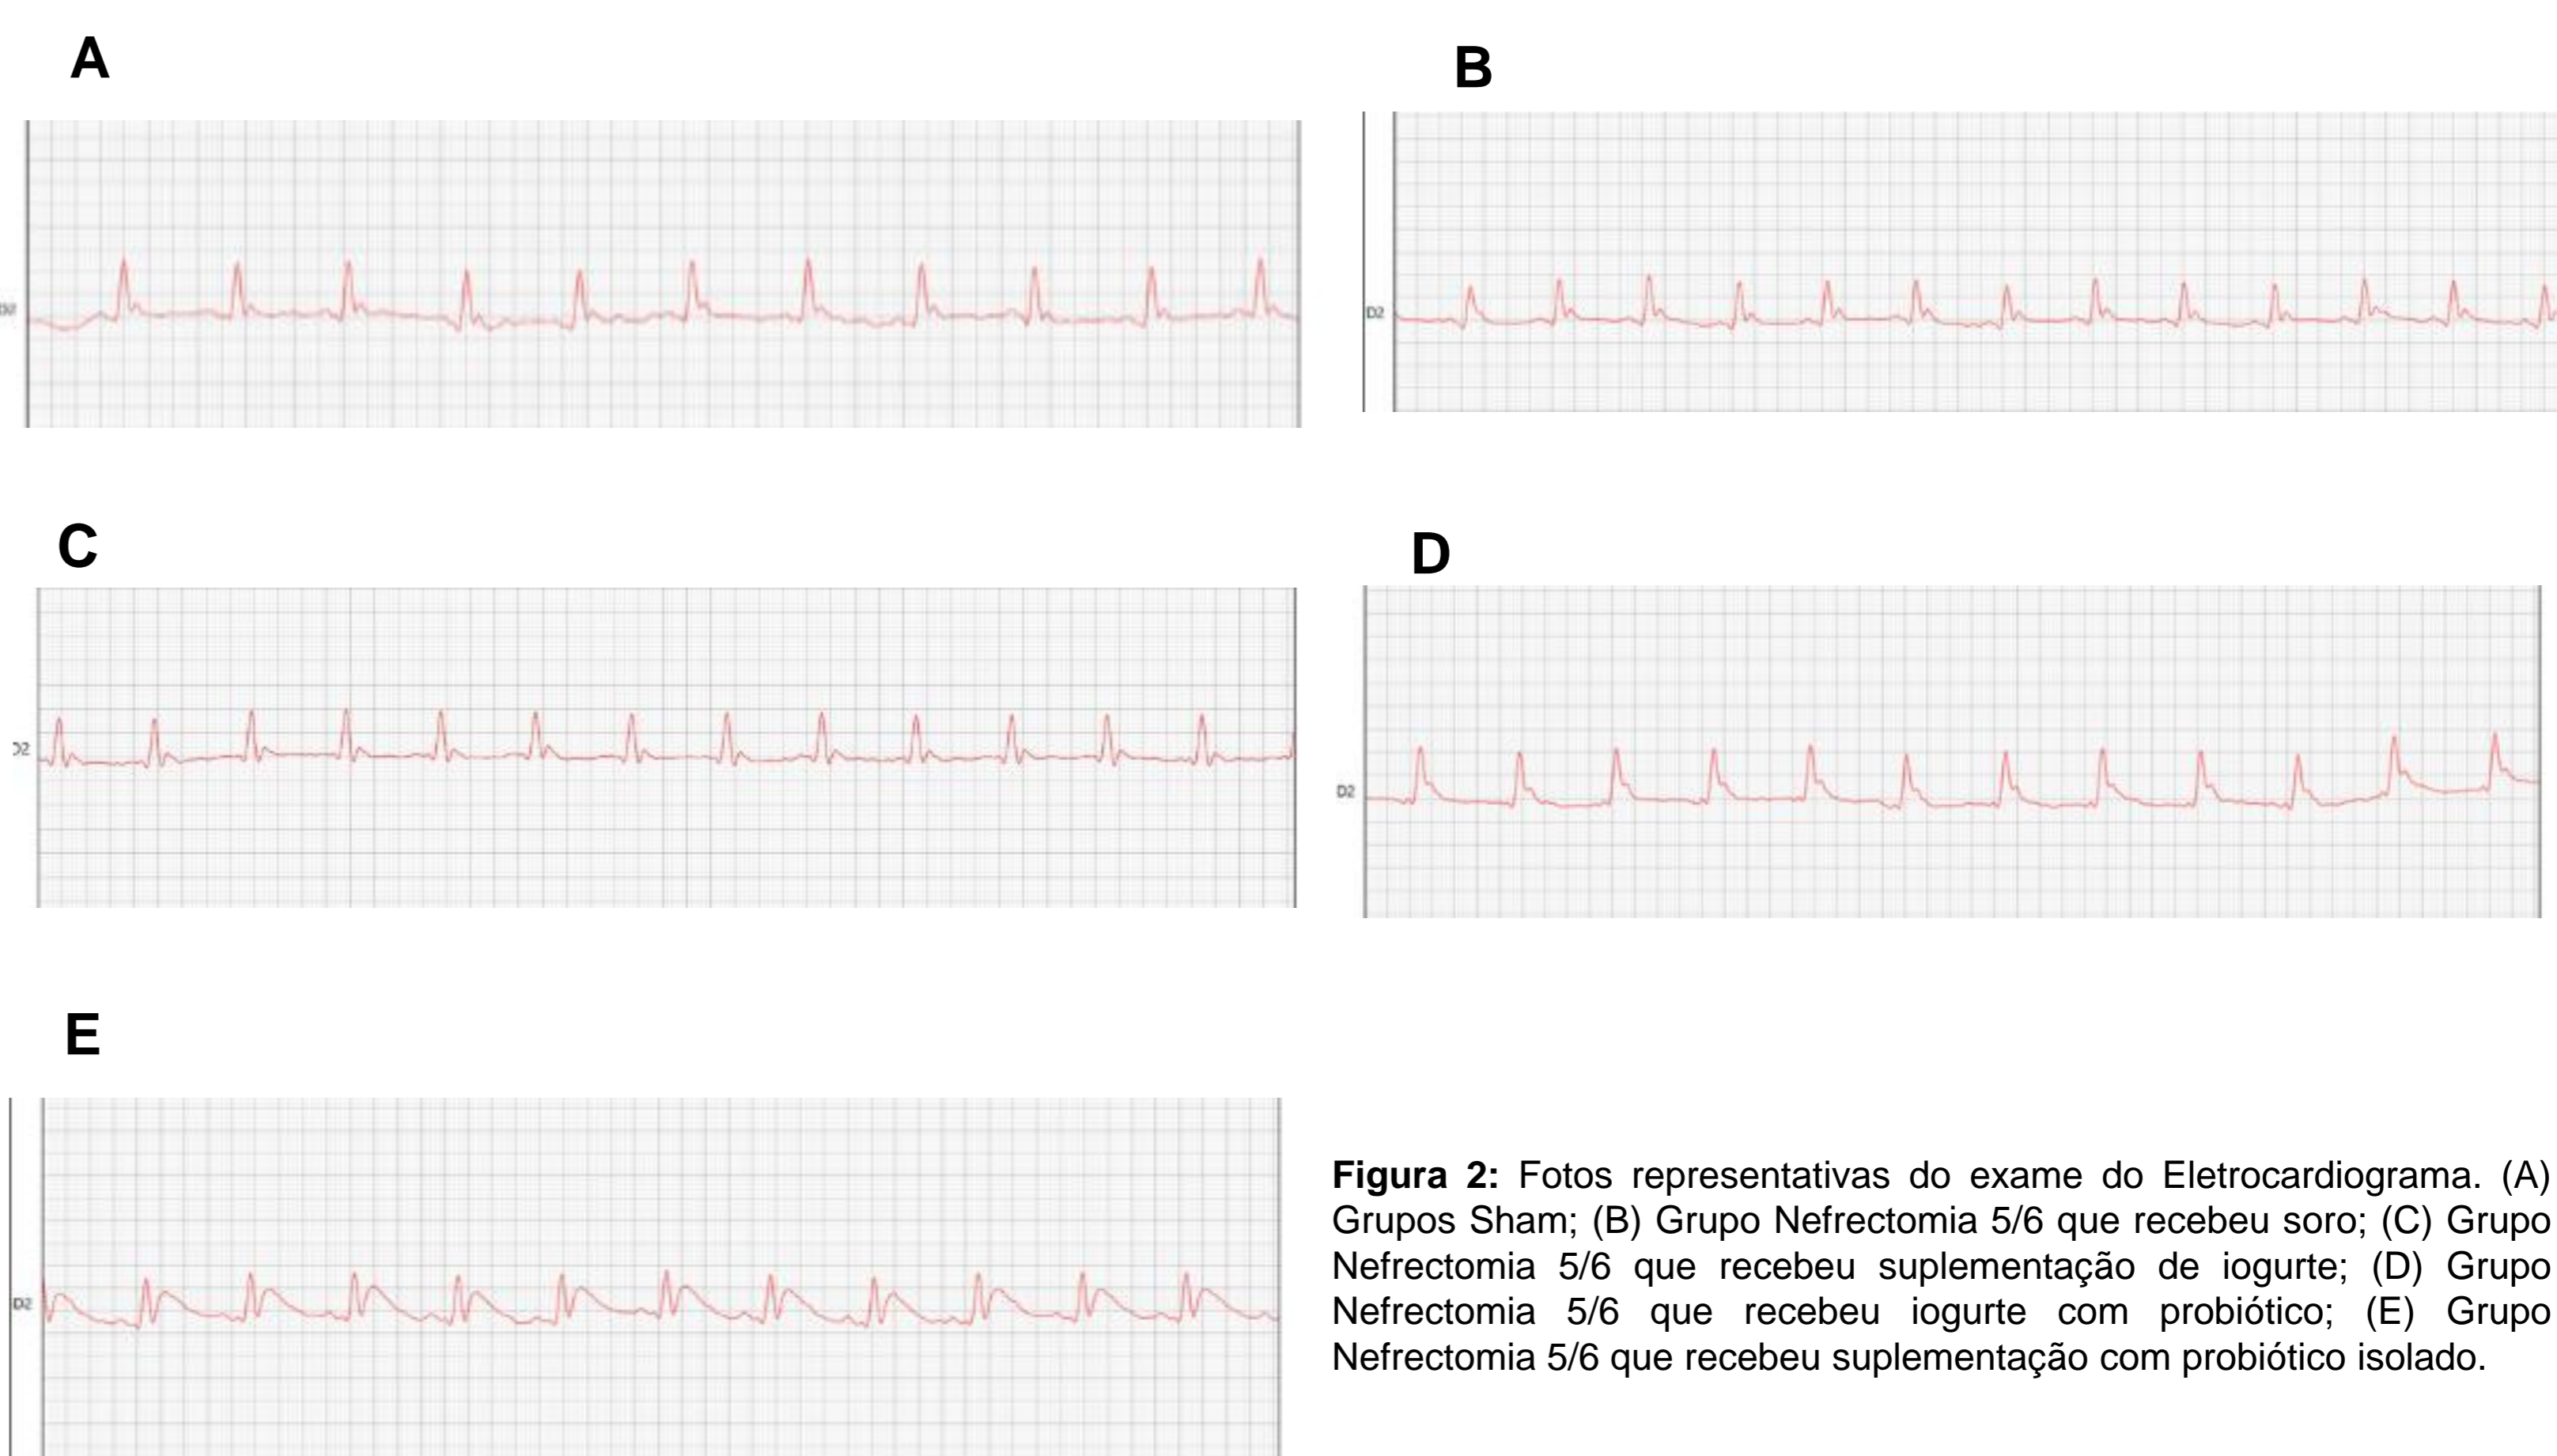 A
B
D2
C
D
D2
D2
E
D2
Figura 2: Fotos representativas do exame do Eletrocardiograma. (A)
Grupos Sham; (B) Grupo Nefrectomia 5/6 que recebeu soro; (C) Grupo
Nefrectomia 5/6 que recebeu suplementação de iogurte; (D) Grupo
Nefrectomia 5/6 que recebeu iogurte com probiótico; (E) Grupo
Nefrectomia 5/6 que recebeu suplementação com probiótico isolado.